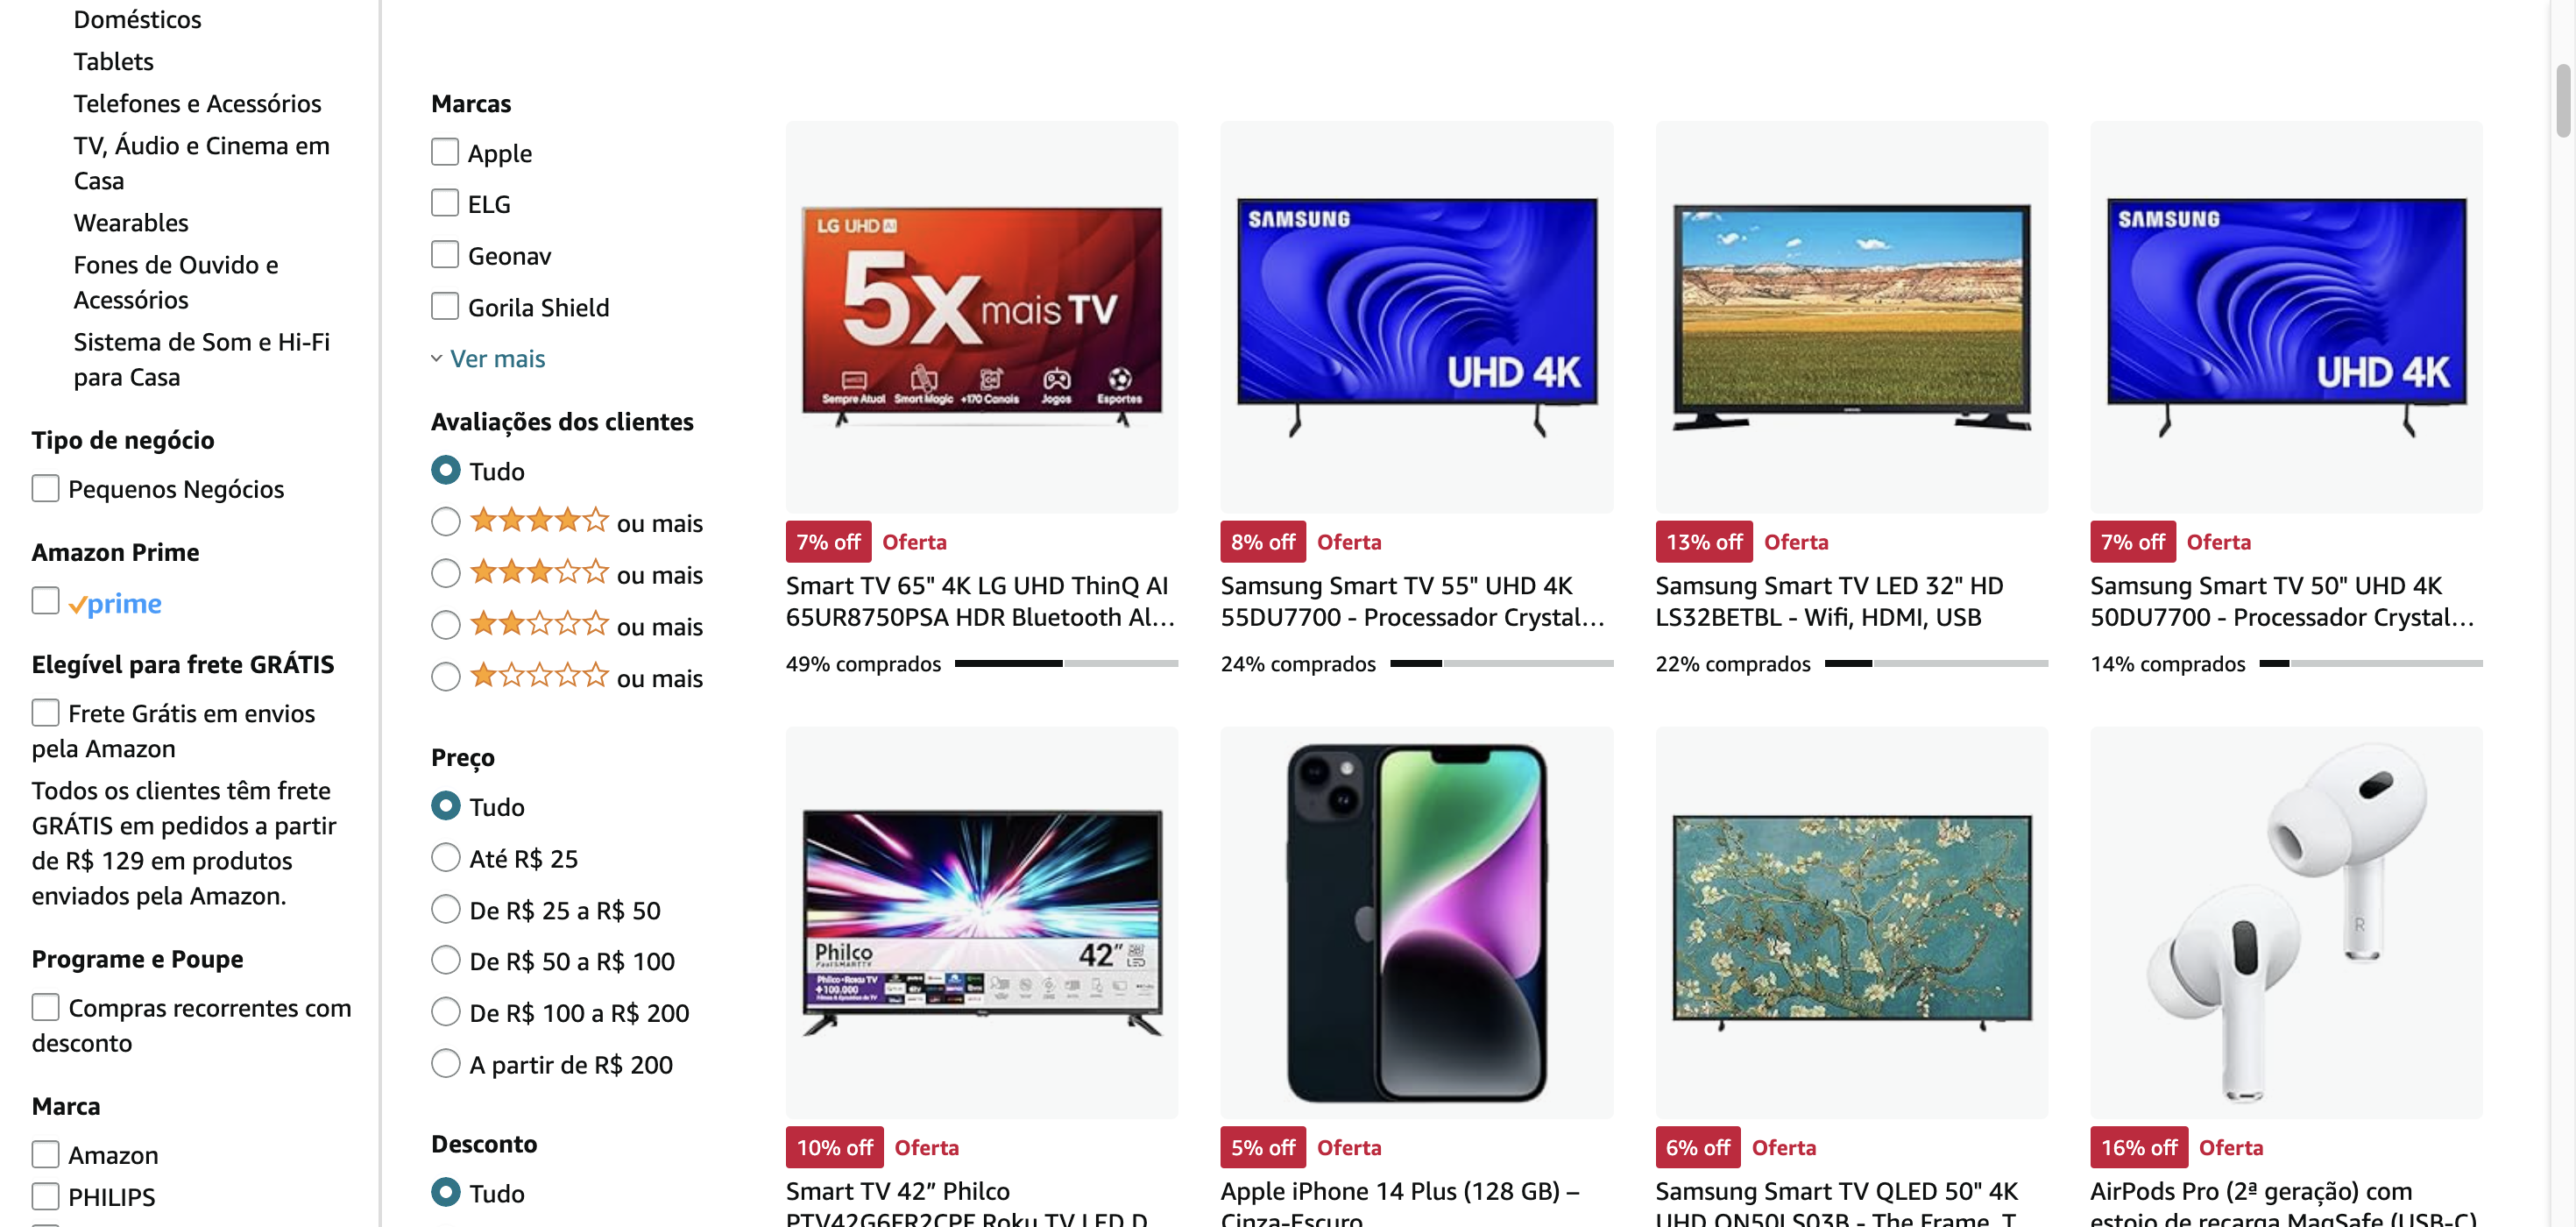 Domésticos
Tablets
Telefones e Acessórios
TV, Áudio e Cinema em
Casa
Wearables
Fones de Ouvido e
Acessórios
Sistema de Som e Hi-Fi
para Casa
Tipo de negócio
Pequenos Negócios
Amazon Prime
prime
Elegível para frete GRÁTIS
Frete Grátis em envios
pela Amazon
Todos os clientes têm frete
GRÁTIS em pedidos a partir
de R$ 129 em produtos
enviados pela Amazon.
Programe e Poupe
Compras recorrentes com
desconto
Marca
Amazon
PHILIPS
Marcas
Apple
ELG
Geonav
Gorila Shield
Ver mais
Avaliações dos clientes
Tudo
ou mais
ou mais
ou mais
ou mais
Preço
Tudo
Até R$ 25
De R$ 25 a R$ 50
De R$ 50 a R$ 100
De R$ 100 a R$ 200
A partir de R$ 200
Desconto
Tudo
LG UHD AI
5x mais TV
Sempre Atual Smart Magic +170 Canais Jogos Esportes
7% off Oferta
Smart TV 65" 4K LG UHD ThinQ AI
65UR8750PSA HDR Bluetooth Al...
49% comprados
SAMSUNG
UHD 4K
8% off Oferta
Samsung Smart TV 55" UHD 4K
55DU7700 - Processador Crystal...
24% comprados
13% off Oferta
Samsung Smart TV LED 32" HD
LS32BETBL - Wifi, HDMI, USB
22% comprados
SAMSUNG
UHD 4K
7% off Oferta
Samsung Smart TV 50" UHD 4K
50DU7700 - Processador Crystal...
14% comprados
Philco
42"
LED
Philco+Roku TV
+100.000
10% off Oferta
Smart TV 42” Philco
PTV42G6FR2CPF Roku TV LED D...
5% off Oferta
Apple iPhone 14 Plus (128 GB) –
Cinza-Escuro
6% off Oferta
Samsung Smart TV QLED 50" 4K
UHD QN50LS03B - The Frame, T...
R
16% off Oferta
AirPods Pro (2ª geração) com
estojo de recarga MagSafe (USB-C)